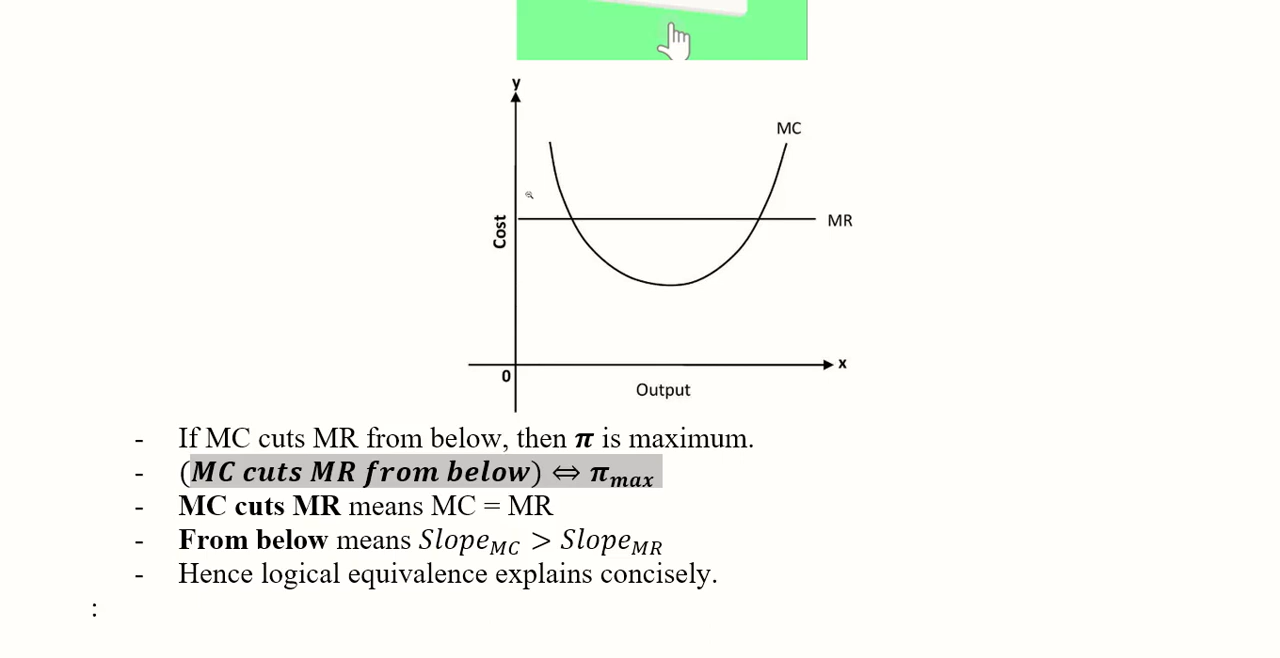 y
MC
MR
Cost
x
0
Output
- If MC cuts MR from below, then π is maximum.
- (MC cuts MR from below) ⇔ π_max
- MC cuts MR means MC = MR
- From below means Slope_MC > Slope_MR
- Hence logical equivalence explains concisely.
: